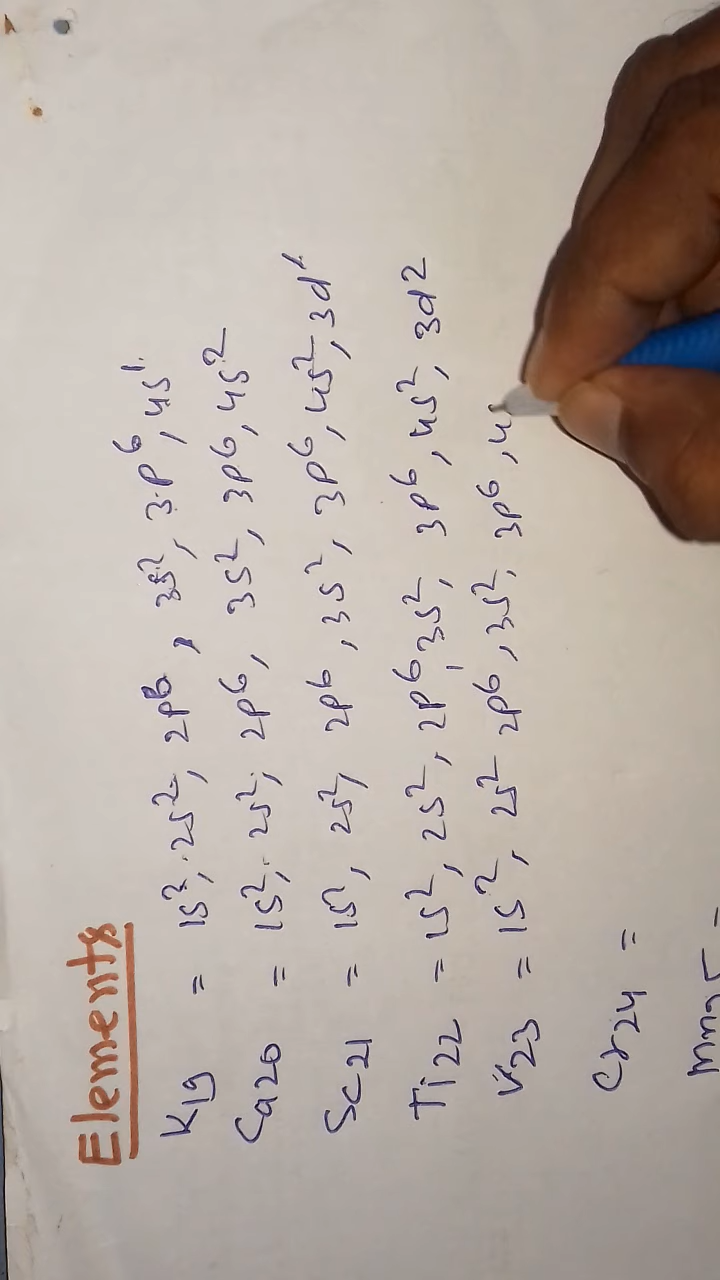 Elements
K19 = 1s², 2s², 2p⁶, 3s², 3p⁶, 4s¹
Ca20 = 1s², 2s², 2p⁶, 3s², 3p⁶, 4s²
Sc21 = 1s², 2s², 2p⁶, 3s², 3p⁶, 4s², 3d¹
Ti22 = 1s², 2s², 2p⁶, 3s², 3p⁶, 4s², 3d2
V23 = 1s², 2s² 2p⁶, 3s², 3p⁶, 4
Cr24 =
Mn25 =